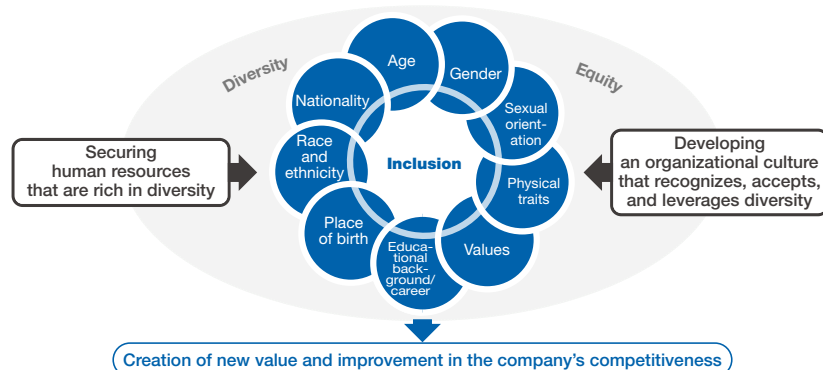 Diversity
Equity
Age
Gender
Nationality
Sexual
orient-
ation
Race
and
ethnicity
Inclusion
Physical
traits
Place
of birth
Values
Educa-
tional
back-
ground/
career
Securing
human resources
that are rich in diversity
Developing
an organizational culture
that recognizes, accepts,
and leverages diversity
Creation of new value and improvement in the company’s competitiveness